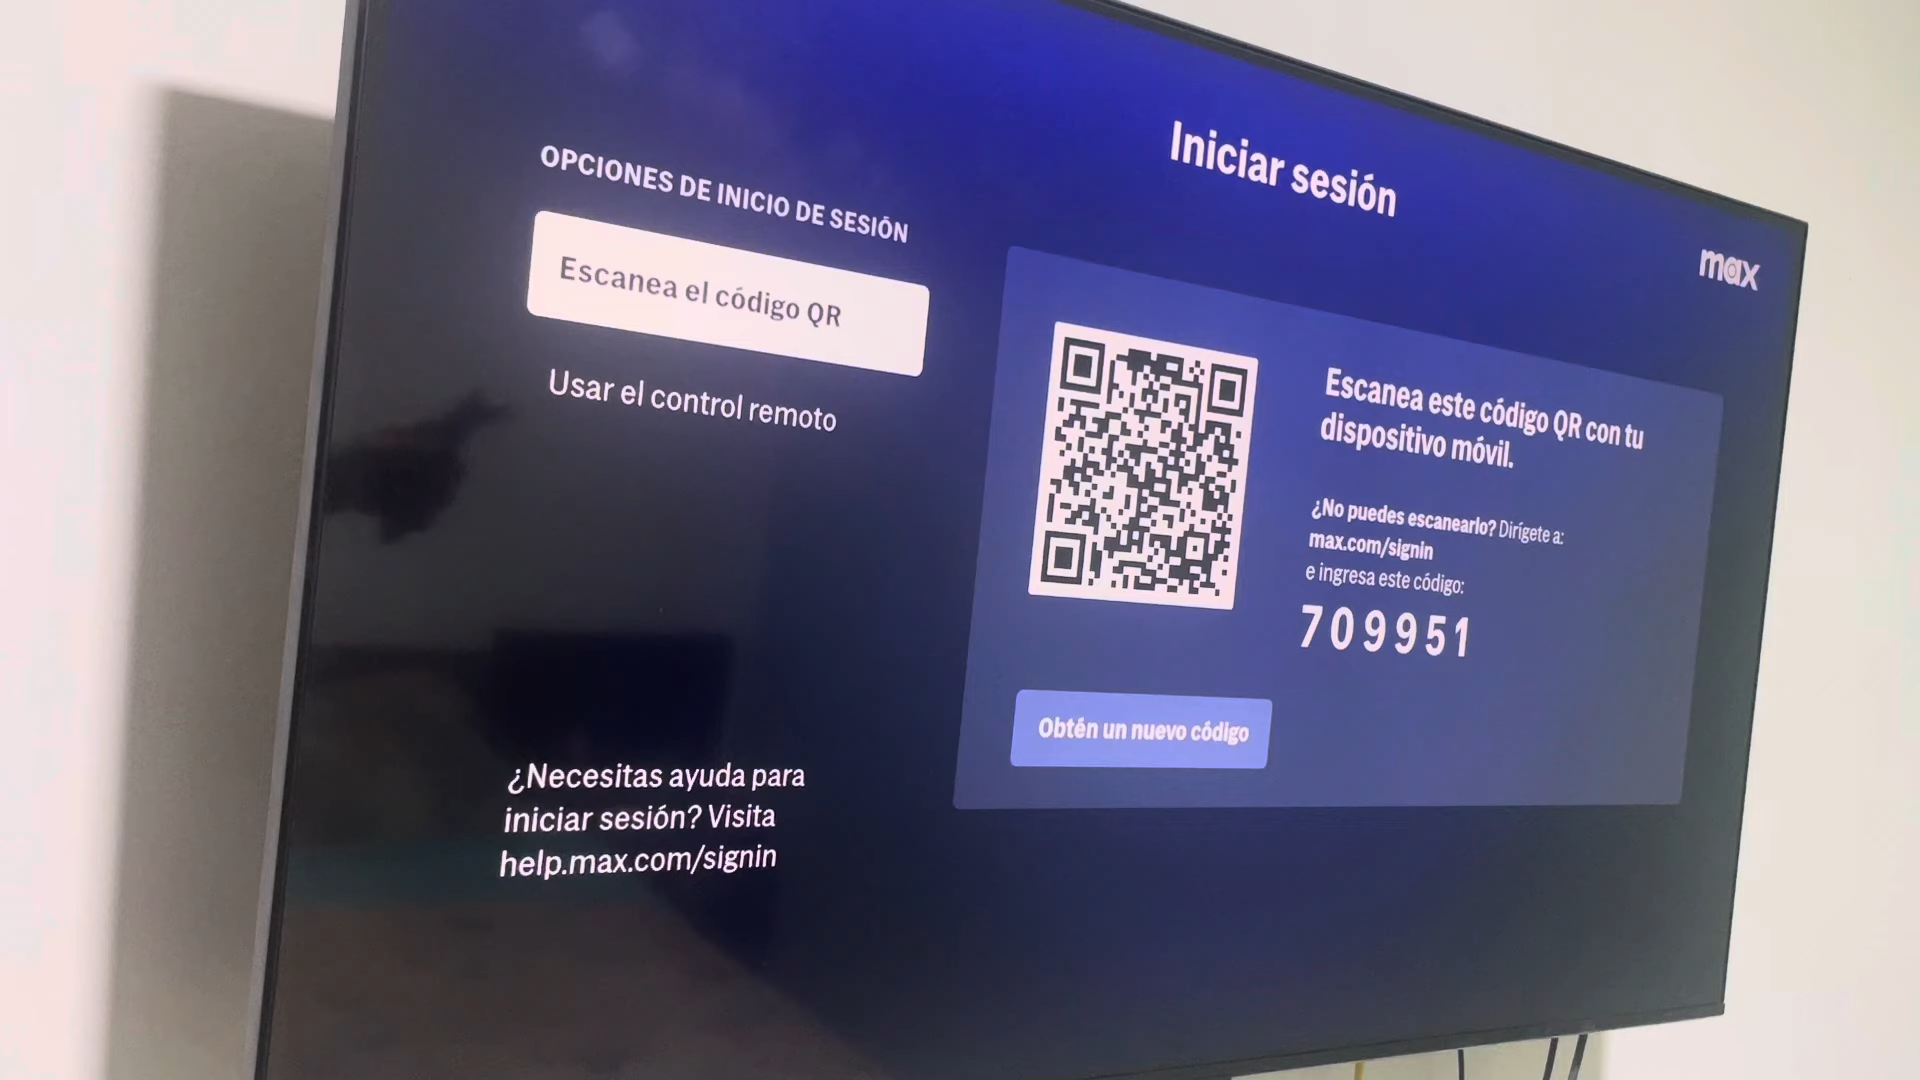 Iniciar sesión
max
OPCIONES DE INICIO DE SESIÓN
Escanea el código QR
Usar el control remoto
¿Necesitas ayuda para
iniciar sesión? Visita
help.max.com/signin
Escanea este código QR con tu
dispositivo móvil.
¿No puedes escanearlo? Dirígete a:
max.com/signin
e ingresa este código:
709951
Obtén un nuevo código